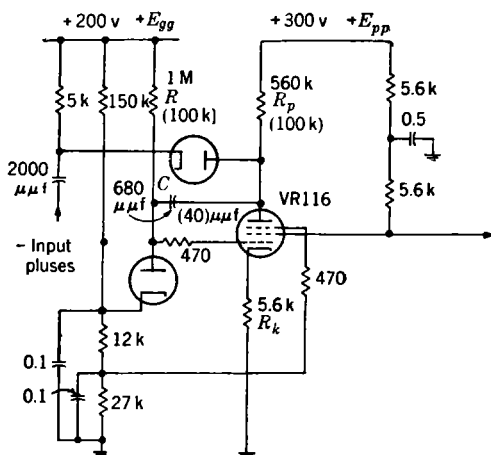 +200 v +E_gg +300 v +E_pp
5 k
150 k
1 M
R
(100 k]
560 k
R_p
(100 k)
5.6 k
0.5
2000
μμf
C
680
μμf
(40) μμf
VR116
5.6 k
− Input
pluses
470
470
5.6 k
R_k
12 k
0.1
0.1
27 k